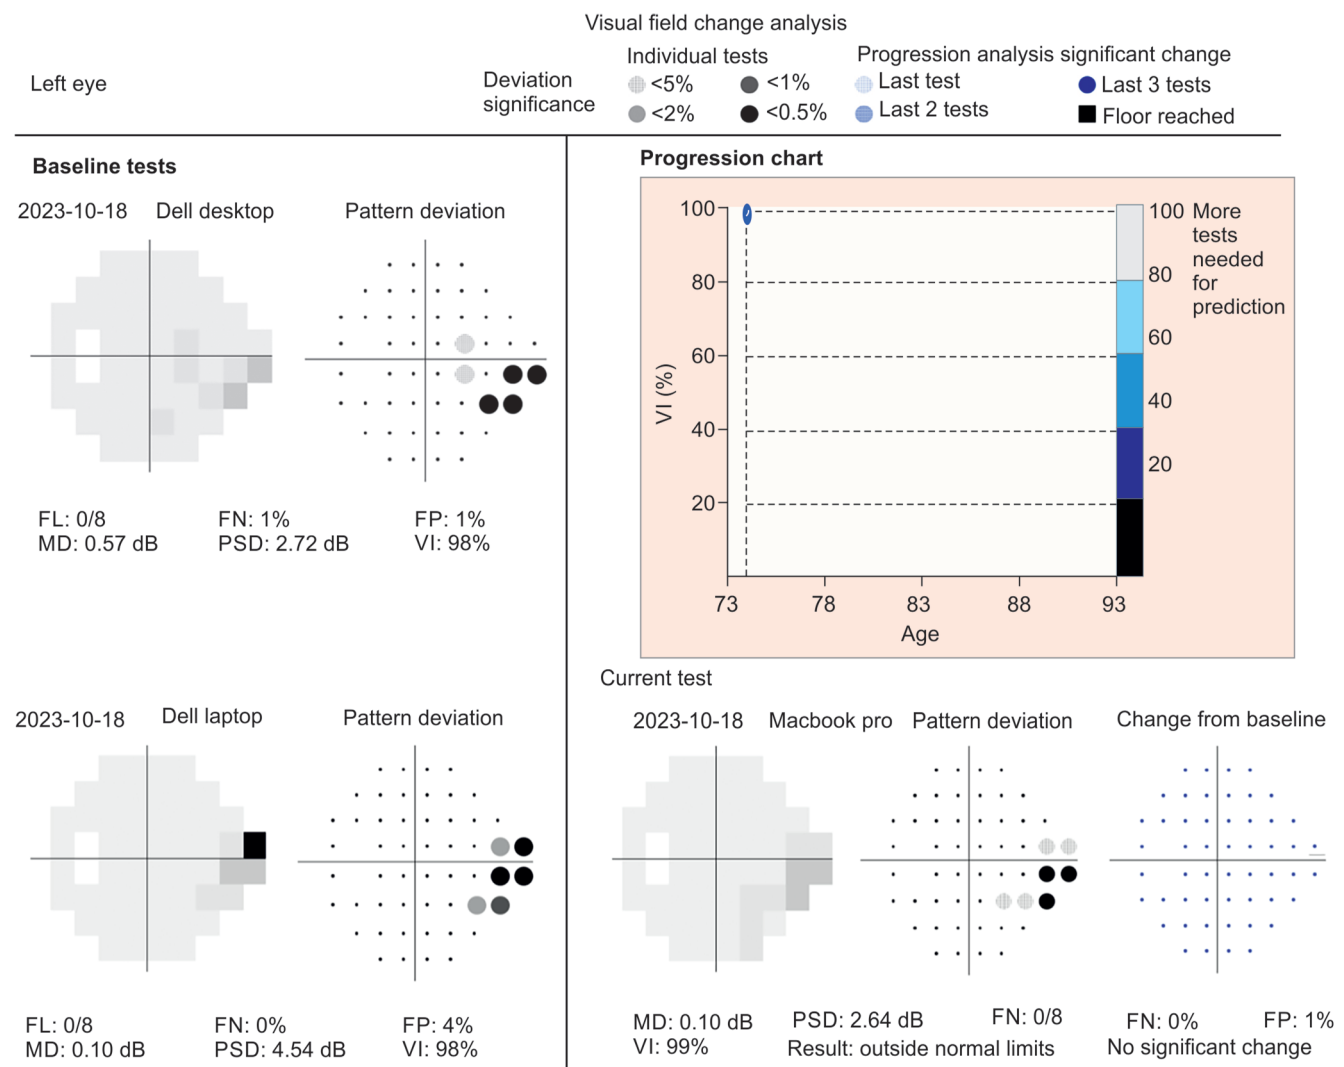 Visual field change analysis
Left eye
Deviation
significance
Individual tests
<5%
<1%
<2%
<0.5%
Progression analysis significant change
Last test
Last 3 tests
Last 2 tests
Floor reached
Baseline tests
2023-10-18 Dell desktop Pattern deviation
FL: 0/8 FN: 1% FP: 1%
MD: 0.57 dB PSD: 2.72 dB VI: 98%
2023-10-18 Dell laptop Pattern deviation
FL: 0/8 FN: 0% FP: 4%
MD: 0.10 dB PSD: 4.54 dB VI: 98%
Progression chart
VI (%)
100
80
60
40
20
73 78 83 88 93
Age
100
80
60
40
20
More
tests
needed
for
prediction
Current test
2023-10-18 Macbook pro Pattern deviation Change from baseline
MD: 0.10 dB PSD: 2.64 dB FN: 0/8 FN: 0% FP: 1%
VI: 99% Result: outside normal limits No significant change